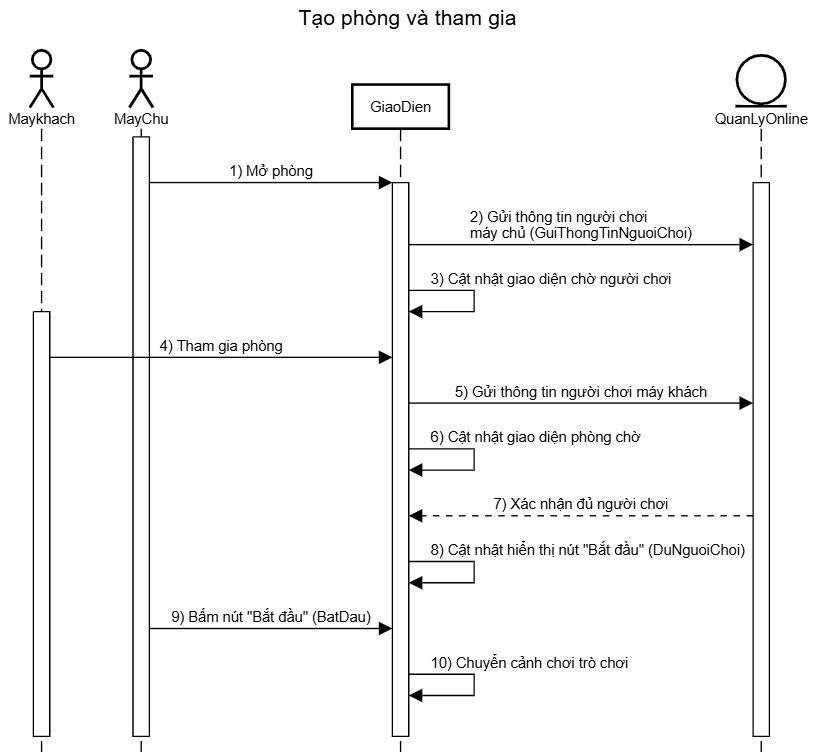 Tạo phòng và tham gia
Maykhach
MayChu
GiaoDien
QuanLyOnline
1) Mở phòng
2) Gửi thông tin người chơi
máy chủ (GuiThongTinNguoiChoi)
3) Cật nhật giao diện chờ người chơi
4) Tham gia phòng
5) Gửi thông tin người chơi máy khách
6) Cật nhật giao diện phòng chờ
7) Xác nhận đủ người chơi
8) Cật nhật hiển thị nút "Bắt đầu" (DuNguoiChoi)
9) Bấm nút "Bắt đầu" (BatDau)
10) Chuyển cảnh chơi trò chơi